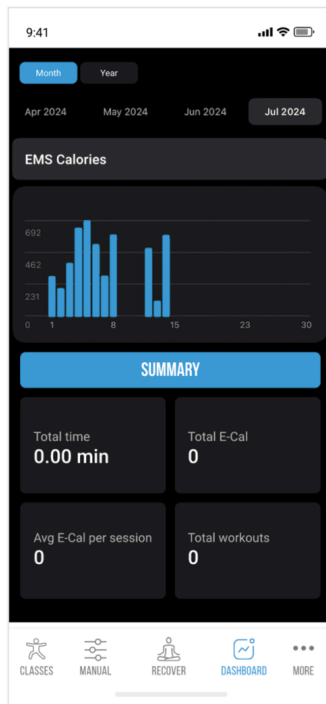 9:41
Month Year
Apr 2024 May 2024 Jun 2024 Jul 2024
EMS Calories
692
462
231
0 1 8 15 23 30
SUMMARY
Total time Total E-Cal
0.00 min 0
Avg E-Cal per session Total workouts
0 0
CLASSES MANUAL RECOVER DASHBOARD MORE